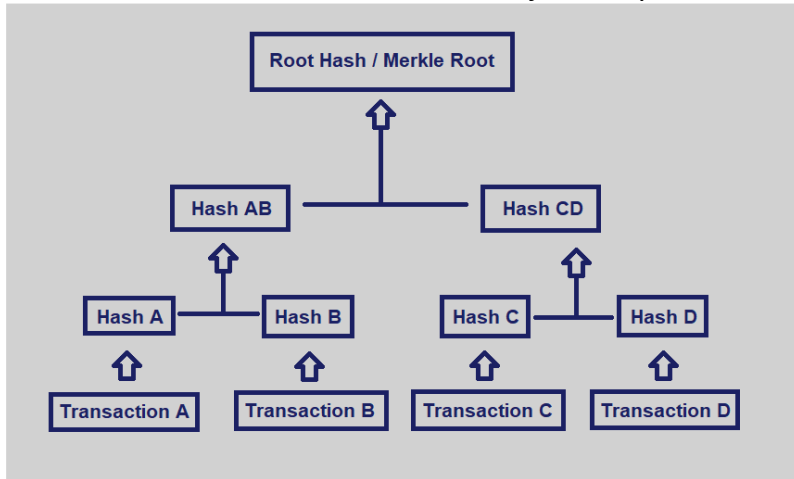 Root Hash / Merkle Root
Hash AB
Hash CD
Hash A
Hash B
Hash C
Hash D
Transaction A
Transaction B
Transaction C
Transaction D